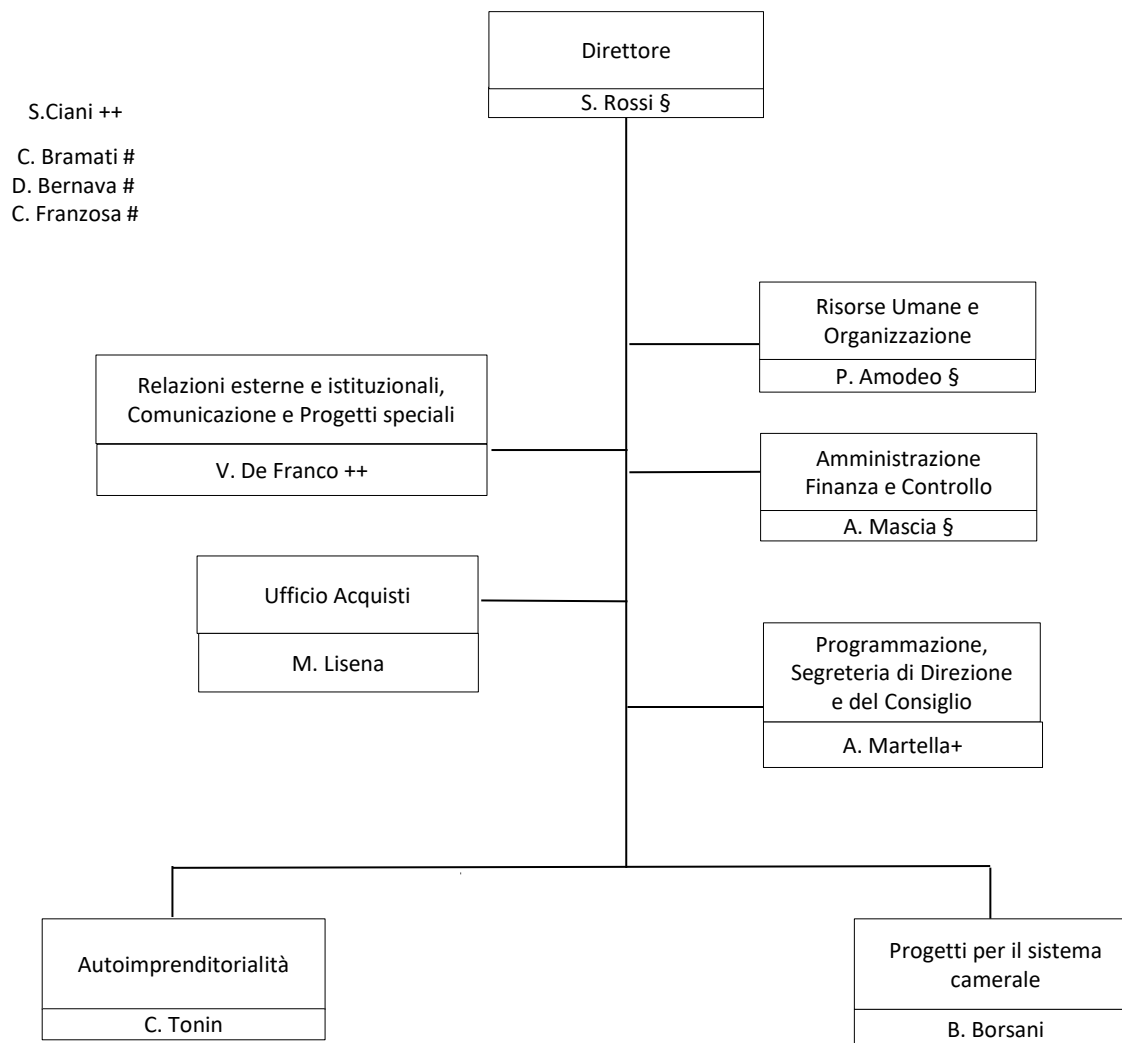 Direttore
S. Rossi §
S.Ciani ++
C. Bramati #
D. Bernava #
C. Franzosa #
Risorse Umane e
Organizzazione
P. Amodeo §
Relazioni esterne e istituzionali,
Comunicazione e Progetti speciali
V. De Franco ++
Amministrazione
Finanza e Controllo
A. Mascia §
Ufficio Acquisti
M. Lisena
Programmazione,
Segreteria di Direzione
e del Consiglio
A. Martella+
Autoimprenditorialità
C. Tonin
Progetti per il sistema
camerale
B. Borsani